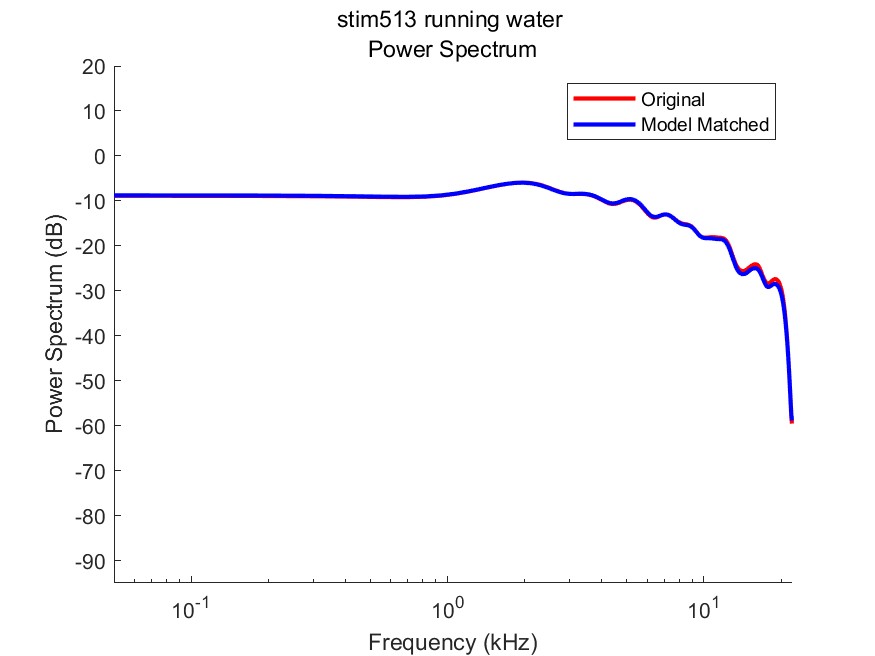 stim513 running water
Power Spectrum
Original
Model Matched
20
10
0
-10
-20
-30
-40
-50
-60
-70
-80
-90
Power Spectrum (dB)
10^-1
10^0
10^1
Frequency (kHz)